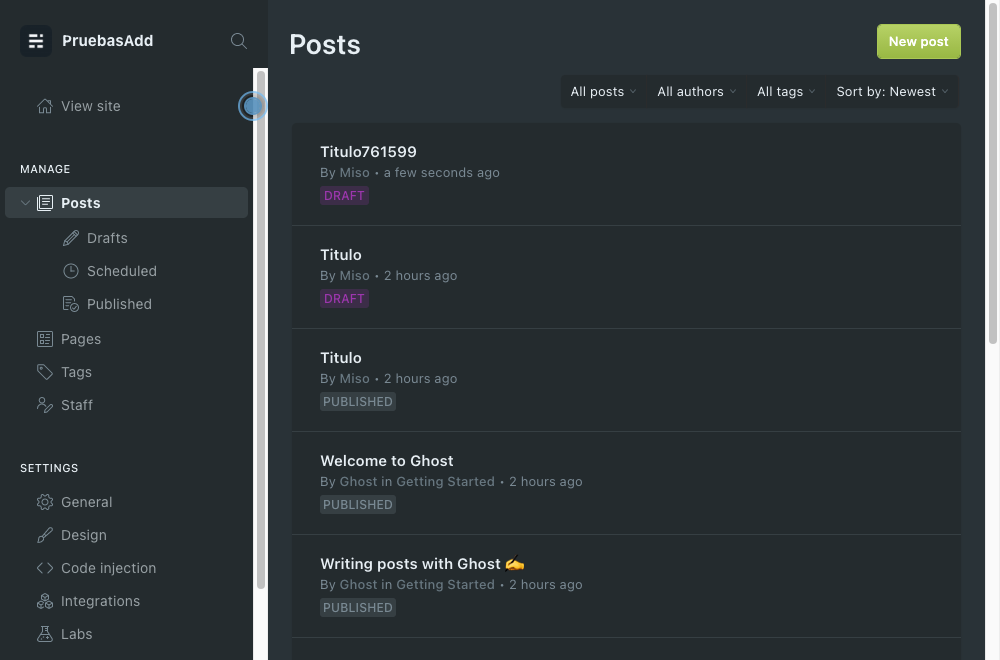 PruebasAdd
View site
MANAGE
Posts
Drafts
Scheduled
Published
Pages
Tags
Staff
SETTINGS
General
Design
Code injection
Integrations
Labs
Posts
New post
All posts All authors All tags Sort by: Newest
Titulo761599
By Miso • a few seconds ago
DRAFT
Titulo
By Miso • 2 hours ago
DRAFT
Titulo
By Miso • 2 hours ago
PUBLISHED
Welcome to Ghost
By Ghost in Getting Started • 2 hours ago
PUBLISHED
Writing posts with Ghost ✍️
By Ghost in Getting Started • 2 hours ago
PUBLISHED